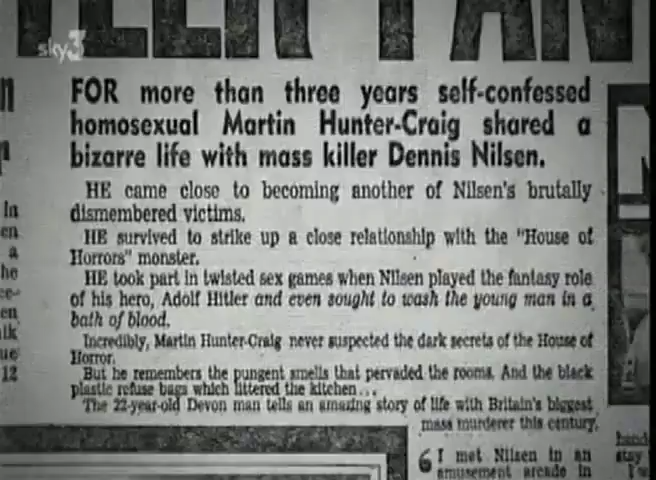 sky3
FOR more than three years self-confessed
homosexual Martin Hunter-Craig shared a
bizarre life with mass killer Dennis Nilsen.
HE came close to becoming another of Nilsen's brutally
dismembered victims.
HE survived to strike up a close relationship with the "House of
Horrors" monster.
HE took part in twisted sex games when Nilsen played the fantasy role
of his hero, Adolf Hitler and even sought to wash the young man in a
bath of blood.
Incredibly, Martin Hunter-Craig never suspected the dark secrets of the House of
Horror.
But he remembers the pungent smells that pervaded the rooms. And the black
plastic refuse bags which littered the kitchen...
The 22-year-old Devon man tells an amazing story of life with Britain's biggest
mass murderer this century.
I met Nilsen in an
amusement arcade in
in
en
a
he
en
12
stay